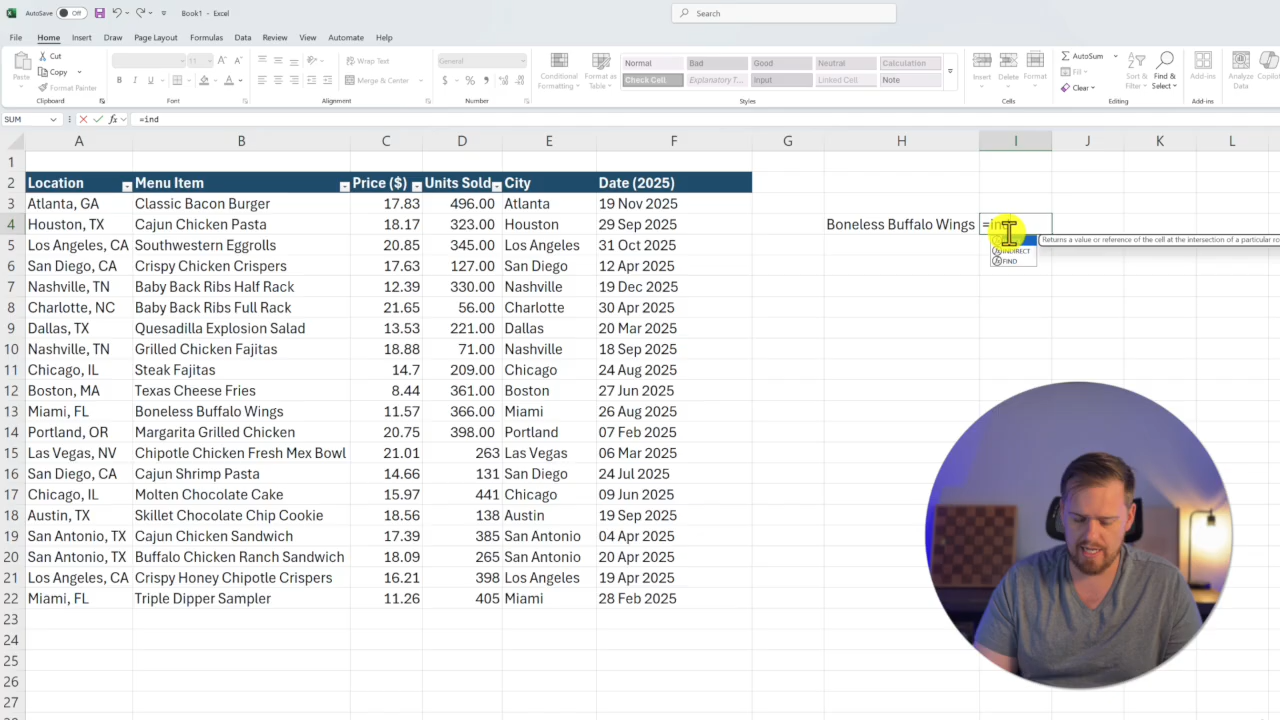 AutoSave Off Book1 - Excel Search
File Home Insert Draw Page Layout Formulas Data Review View Automate Help
Paste Cut Copy Format Painter
Clipboard
11
B I U A A
Font
Wrap Text
Merge & Center
Alignment
General
$ % 9
Number
Conditional Formatting Format as Table
Normal Bad Good Neutral Calculation
Check Cell Explanatory T... Input Linked Cell Note
Styles
Insert Delete Format
Cells
AutoSum Fill Clear Sort & Filter Find & Select
Editing
Add-ins
Add-ins
Analyze Data
SUM fx =ind
A B C D E F G H I J K L
1
2 Location Menu Item Price ($) Units Sold City Date (2025)
3 Atlanta, GA Classic Bacon Burger 17.83 496.00 Atlanta 19 Nov 2025
4 Houston, TX Cajun Chicken Pasta 18.17 323.00 Houston 29 Sep 2025 Boneless Buffalo Wings =ind
5 Los Angeles, CA Southwestern Eggrolls 20.85 345.00 Los Angeles 31 Oct 2025
Returns a value or reference of the cell at the intersection of a particular ro
INDIRECT
FIND
6 San Diego, CA Crispy Chicken Crispers 17.63 127.00 San Diego 12 Apr 2025
7 Nashville, TN Baby Back Ribs Half Rack 12.39 330.00 Nashville 19 Dec 2025
8 Charlotte, NC Baby Back Ribs Full Rack 21.65 56.00 Charlotte 30 Apr 2025
9 Dallas, TX Quesadilla Explosion Salad 13.53 221.00 Dallas 20 Mar 2025
10 Nashville, TN Grilled Chicken Fajitas 18.88 71.00 Nashville 18 Sep 2025
11 Chicago, IL Steak Fajitas 14.7 209.00 Chicago 24 Aug 2025
12 Boston, MA Texas Cheese Fries 8.44 361.00 Boston 27 Jun 2025
13 Miami, FL Boneless Buffalo Wings 11.57 366.00 Miami 26 Aug 2025
14 Portland, OR Margarita Grilled Chicken 20.75 398.00 Portland 07 Feb 2025
15 Las Vegas, NV Chipotle Chicken Fresh Mex Bowl 21.01 263 Las Vegas 06 Mar 2025
16 San Diego, CA Cajun Shrimp Pasta 14.66 131 San Diego 24 Jul 2025
17 Chicago, IL Molten Chocolate Cake 15.97 441 Chicago 09 Jun 2025
18 Austin, TX Skillet Chocolate Chip Cookie 18.56 138 Austin 19 Sep 2025
19 San Antonio, TX Cajun Chicken Sandwich 17.39 385 San Antonio 04 Apr 2025
20 San Antonio, TX Buffalo Chicken Ranch Sandwich 19.09 265 San Antonio 20 Apr 2025
21 Los Angeles, CA Crispy Honey Chipotle Crispers 16.21 398 Los Angeles 19 Apr 2025
22 Miami, FL Triple Dipper Sampler 11.26 405 Miami 28 Feb 2025
23
24
25
26
27